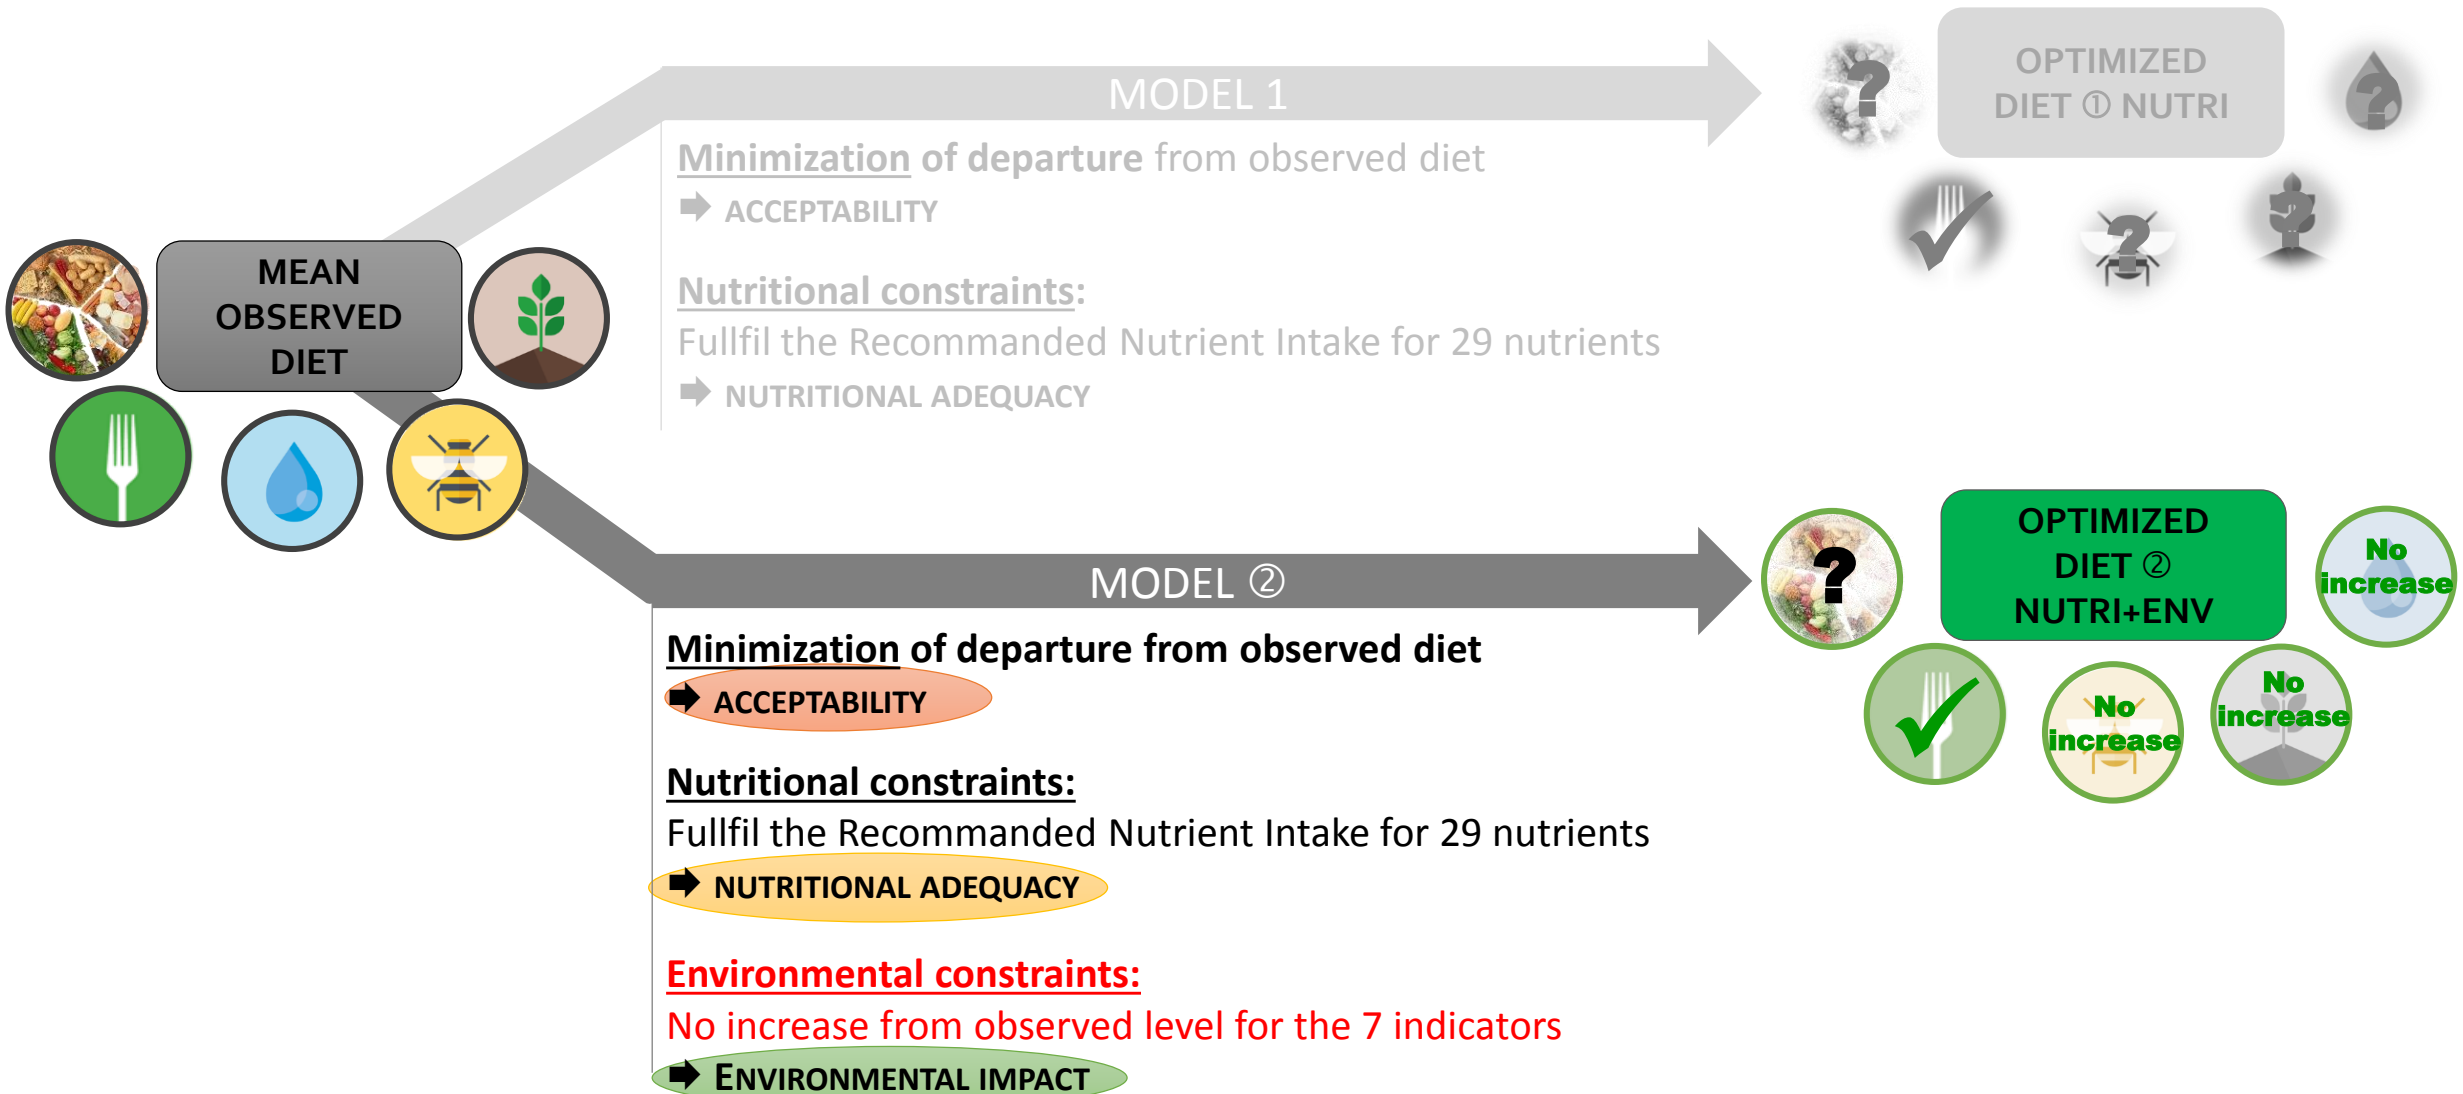 MODEL 1
Minimization of departure from observed diet
ACCEPTABILITY
Nutritional constraints:
Fullfil the Recommanded Nutrient Intake for 29 nutrients
NUTRITIONAL ADEQUACY
OPTIMIZED
DIET ① NUTRI
?
?
?
?
MEAN
OBSERVED
DIET
MODEL ②
Minimization of departure from observed diet
ACCEPTABILITY
Nutritional constraints:
Fullfil the Recommanded Nutrient Intake for 29 nutrients
NUTRITIONAL ADEQUACY
Environmental constraints:
No increase from observed level for the 7 indicators
ENVIRONMENTAL IMPACT
?
OPTIMIZED
DIET ②
NUTRI+ENV
No
increase
No
increase
No
increase